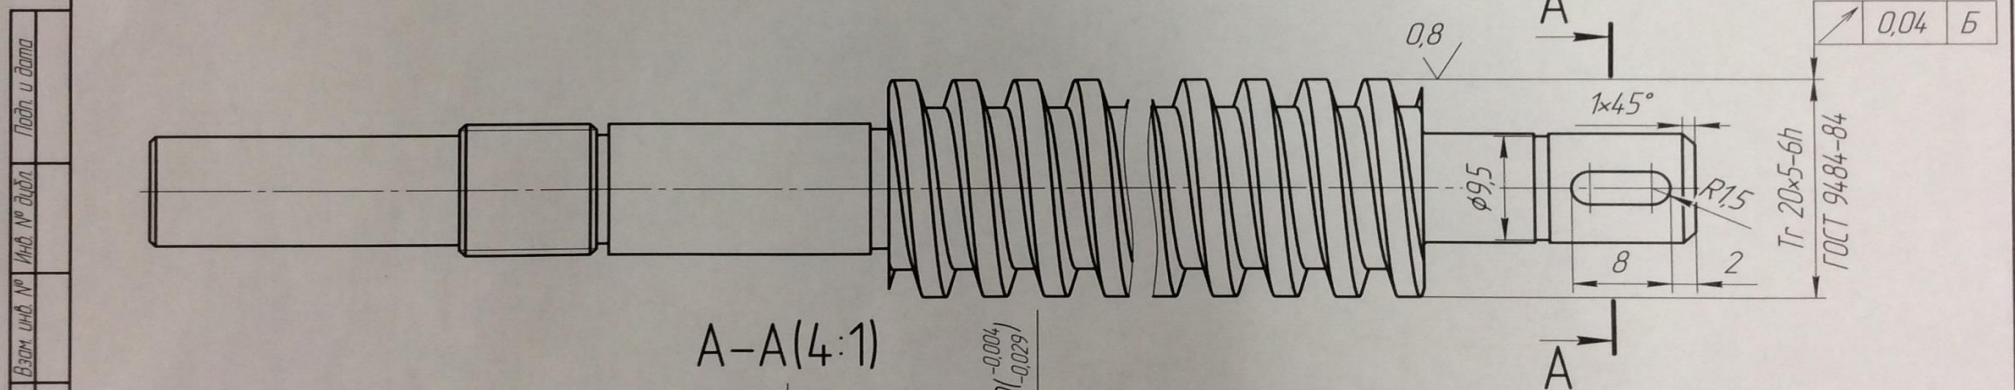 Подп. и дата
Инв. № дубл.
Взам. инв. №
А
0,04 Б
0,8
1×45°
⌀9,5
R1,5
8
2
Tr 20×5-6h
ГОСТ 9484-84
А-А(4:1)
-0,004
-0,029
А